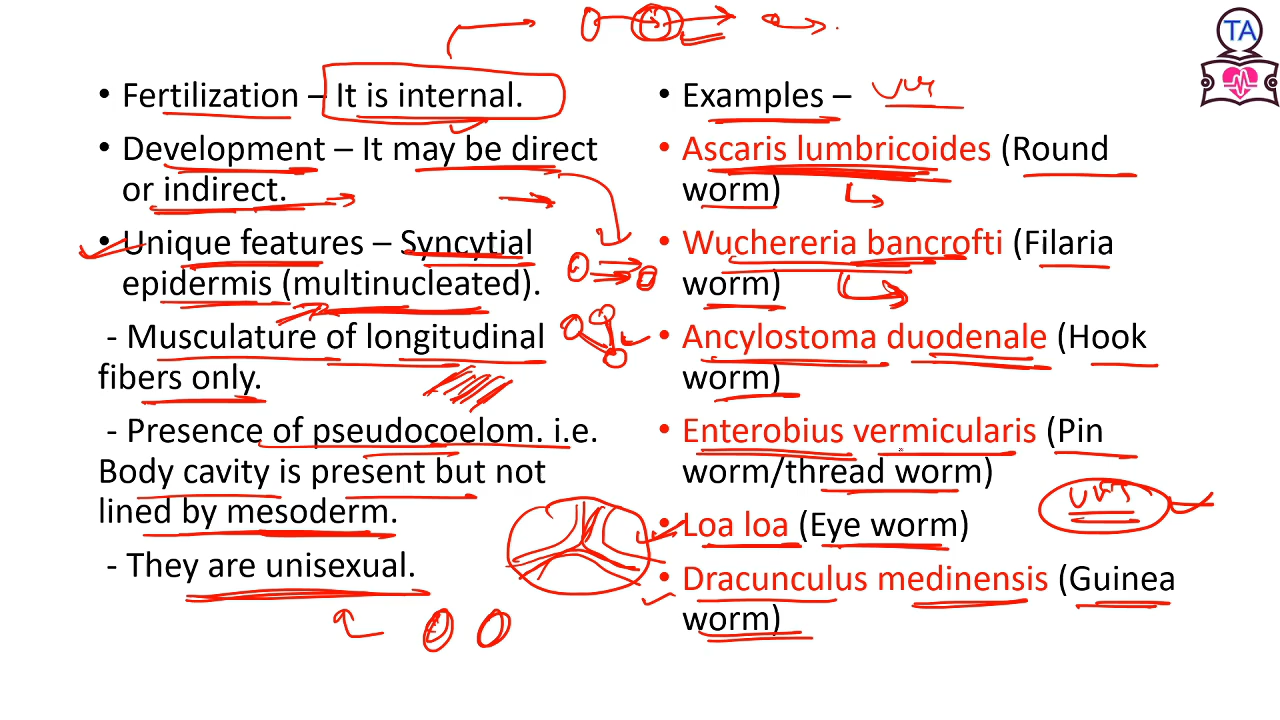 TA
• Fertilization – It is internal.
• Development – It may be direct
or indirect.
• Unique features – Syncytial
epidermis (multinucleated).
- Musculature of longitudinal
fibers only.
- Presence of pseudocoelom. i.e.
Body cavity is present but not
lined by mesoderm.
- They are unisexual.
• Examples –
• Ascaris lumbricoides (Round
worm)
• Wuchereria bancrofti (Filaria
worm)
• Ancylostoma duodenale (Hook
worm)
• Enterobius vermicularis (Pin
worm/thread worm)
• Loa loa (Eye worm)
• Dracunculus medinensis (Guinea
worm)